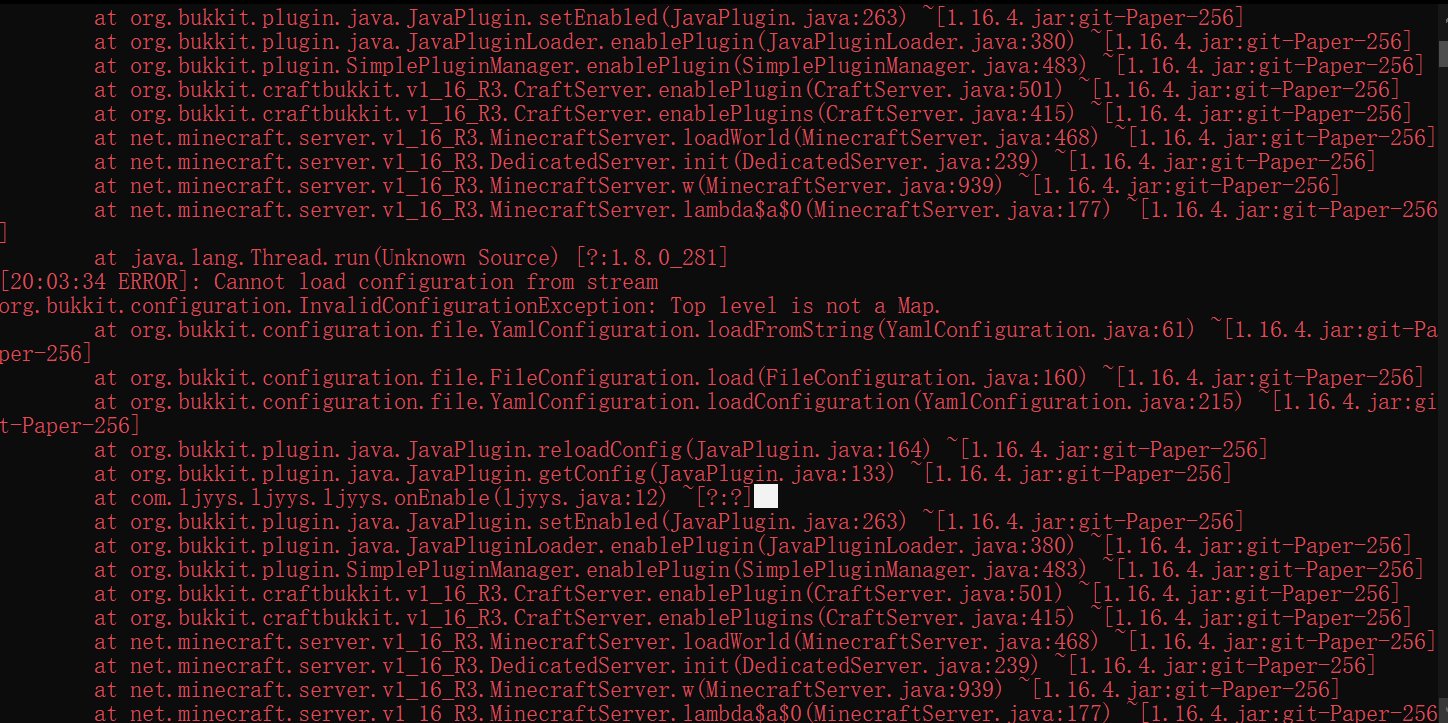 at org.bukkit.plugin.java.JavaPlugin.setEnabled(JavaPlugin.java:263) ~[1.16.4.jar:git-Paper-256]
at org.bukkit.plugin.java.JavaPluginLoader.enablePlugin(JavaPluginLoader.java:380) ~[1.16.4.jar:git-Paper-256]
at org.bukkit.plugin.SimplePluginManager.enablePlugin(SimplePluginManager.java:483) ~[1.16.4.jar:git-Paper-256]
at org.bukkit.craftbukkit.v1_16_R3.CraftServer.enablePlugin(CraftServer.java:501) ~[1.16.4.jar:git-Paper-256]
at org.bukkit.craftbukkit.v1_16_R3.CraftServer.enablePlugins(CraftServer.java:415) ~[1.16.4.jar:git-Paper-256]
at net.minecraft.server.v1_16_R3.MinecraftServer.loadWorld(MinecraftServer.java:468) ~[1.16.4.jar:git-Paper-256]
at net.minecraft.server.v1_16_R3.DedicatedServer.init(DedicatedServer.java:239) ~[1.16.4.jar:git-Paper-256]
at net.minecraft.server.v1_16_R3.MinecraftServer.w(MinecraftServer.java:939) ~[1.16.4.jar:git-Paper-256]
at net.minecraft.server.v1_16_R3.MinecraftServer.lambda$a$0(MinecraftServer.java:177) ~[1.16.4.jar:git-Paper-256
]
at java.lang.Thread.run(Unknown Source) [?:1.8.0_281]
[20:03:34 ERROR]: Cannot load configuration from stream
org.bukkit.configuration.InvalidConfigurationException: Top level is not a Map.
at org.bukkit.configuration.file.YamlConfiguration.loadFromString(YamlConfiguration.java:61) ~[1.16.4.jar:git-Pa
per-256]
at org.bukkit.configuration.file.FileConfiguration.load(FileConfiguration.java:160) ~[1.16.4.jar:git-Paper-256]
at org.bukkit.configuration.file.YamlConfiguration.loadConfiguration(YamlConfiguration.java:215) ~[1.16.4.jar:gi
t-Paper-256]
at org.bukkit.plugin.java.JavaPlugin.reloadConfig(JavaPlugin.java:164) ~[1.16.4.jar:git-Paper-256]
at org.bukkit.plugin.java.JavaPlugin.getConfig(JavaPlugin.java:133) ~[1.16.4.jar:git-Paper-256]
at com.ljyys.ljyys.ljyys.onEnable(ljyys.java:12) ~[?:?]
at org.bukkit.plugin.java.JavaPlugin.setEnabled(JavaPlugin.java:263) ~[1.16.4.jar:git-Paper-256]
at org.bukkit.plugin.java.JavaPluginLoader.enablePlugin(JavaPluginLoader.java:380) ~[1.16.4.jar:git-Paper-256]
at org.bukkit.plugin.SimplePluginManager.enablePlugin(SimplePluginManager.java:483) ~[1.16.4.jar:git-Paper-256]
at org.bukkit.craftbukkit.v1_16_R3.CraftServer.enablePlugin(CraftServer.java:501) ~[1.16.4.jar:git-Paper-256]
at org.bukkit.craftbukkit.v1_16_R3.CraftServer.enablePlugins(CraftServer.java:415) ~[1.16.4.jar:git-Paper-256]
at net.minecraft.server.v1_16_R3.MinecraftServer.loadWorld(MinecraftServer.java:468) ~[1.16.4.jar:git-Paper-256]
at net.minecraft.server.v1_16_R3.DedicatedServer.init(DedicatedServer.java:239) ~[1.16.4.jar:git-Paper-256]
at net.minecraft.server.v1_16_R3.MinecraftServer.w(MinecraftServer.java:939) ~[1.16.4.jar:git-Paper-256]
at net.minecraft.server.v1_16_R3.MinecraftServer.lambda$a$0(MinecraftServer.java:177) ~[1.16.4.jar:git-Paper-256